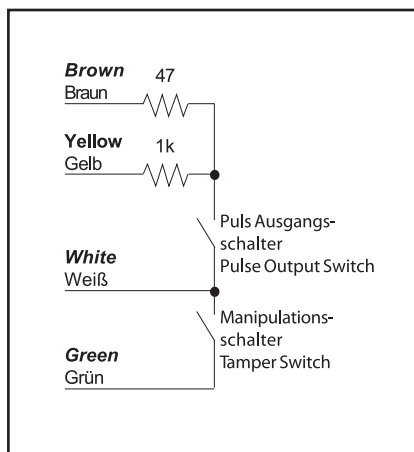 Brown
47
Braun
Yellow
1k
Gelb
Puls Ausgangs-
schalter
Pulse Output Switch
White
Weiß
Manipulations-
schalter
Tamper Switch
Green
Grün